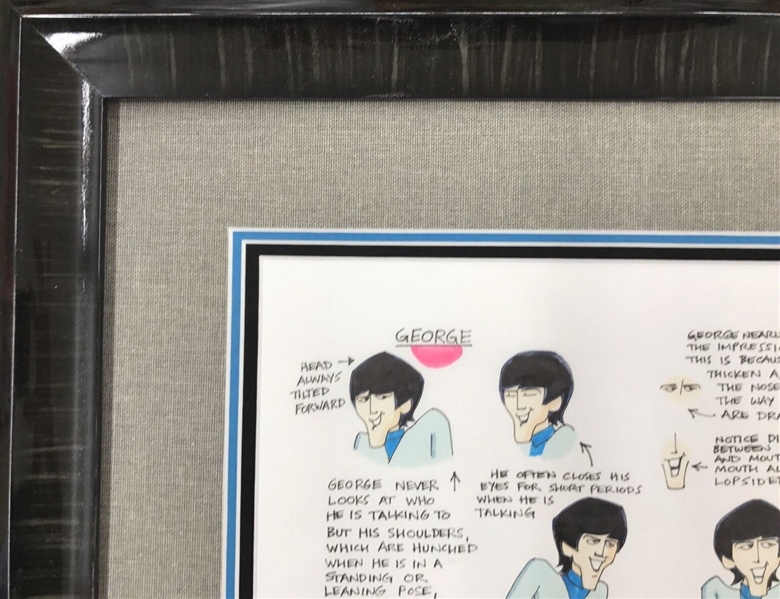 GEORGE
HEAD
ALWAYS
TILTED
FORWARD
GEORGE NEVER
LOOKS AT WHO
HE IS TALKING TO
BUT HIS SHOULDERS,
WHICH ARE HUNCHED
WHEN HE IS IN A
STANDING OR
LEANING POSE,
HE OFTEN CLOSES HIS
EYES FOR SHORT PERIODS
WHEN HE IS
TALKING
GEORGE
THE
THIS IS
THICKEN
THE NOSE
THE WAY
ARE
NOTICE
BETWEEN
AND
MOUTH